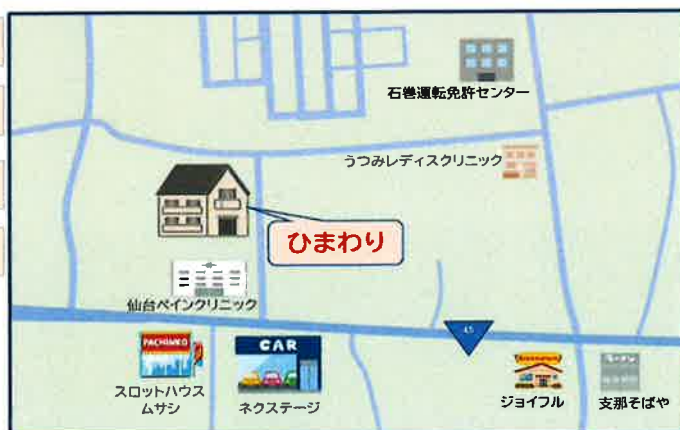 石巻運転免許センター
うつみレディスクリニック
ひまわり
仙台ペインクリニック
45
PACHINKO
CAR
スロットハウス
ムサシ
ネクステージ
ジョイフル
支那そばや